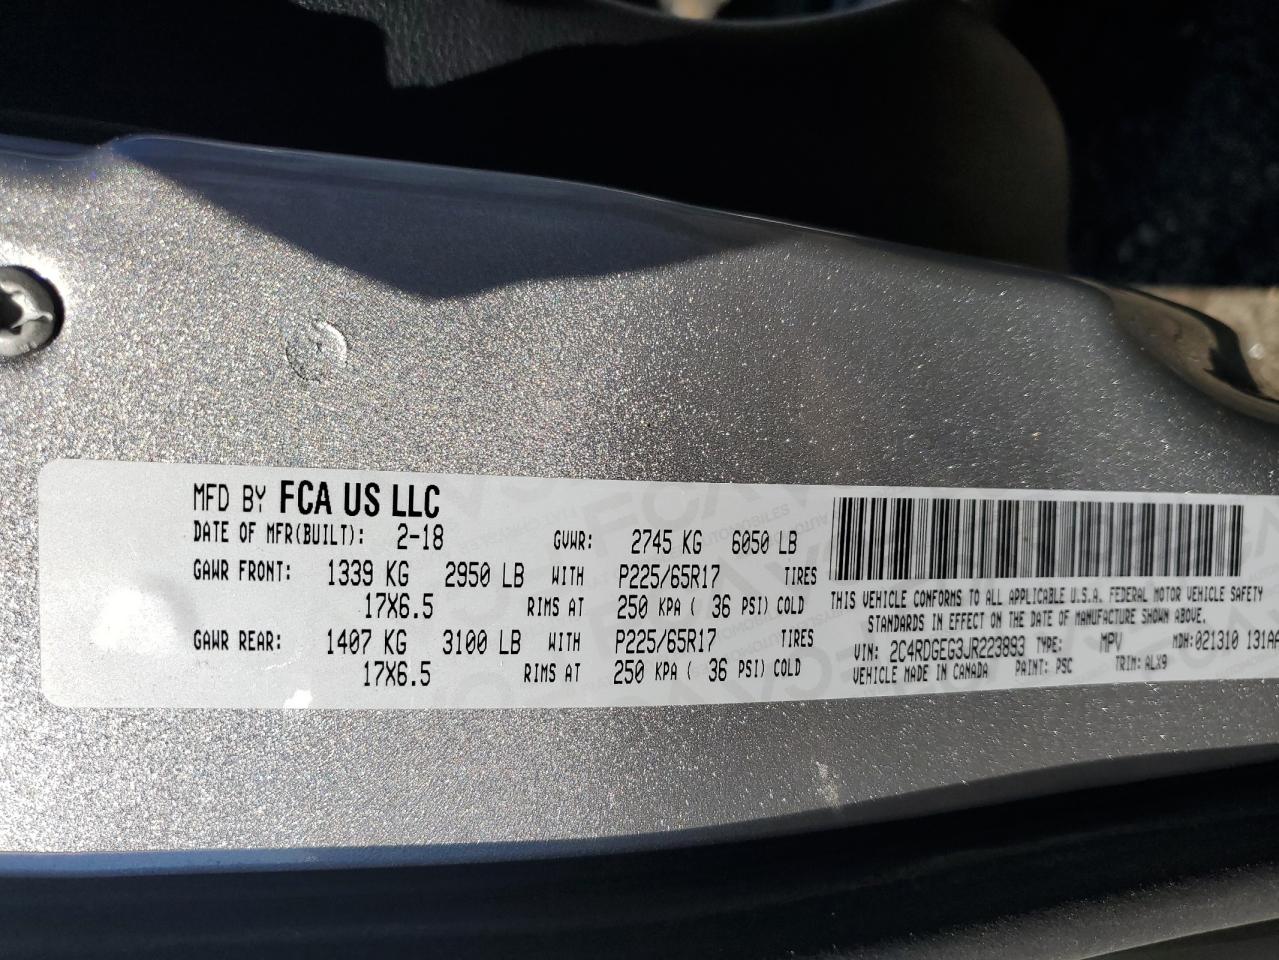 MFD BY FCA US LLC
DATE OF MFR(BUILT): 2-18 GVWR: 2745 KG 6050 LB
GAWR FRONT: 1339 KG 2950 LB WITH P225/65R17 TIRES
17X6.5 RIMS AT 250 KPA ( 36 PSI) COLD
GAWR REAR: 1407 KG 3100 LB WITH P225/65R17 TIRES
17X6.5 RIMS AT 250 KPA ( 36 PSI) COLD
THIS VEHICLE CONFORMS TO ALL APPLICABLE U.S.A. FEDERAL MOTOR VEHICLE SAFETY
STANDARDS IN EFFECT ON THE DATE OF MANUFACTURE SHOWN ABOVE.
VIN: 2C4RDGEG3JR223893 TYPE: MPV MDH:021310 131AA
VEHICLE MADE IN CANADA PAINT: PSC TRIM: ALX9